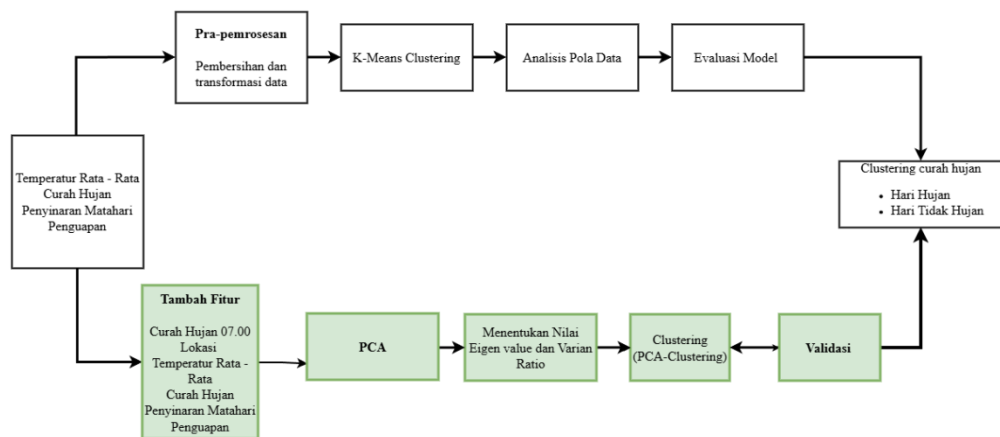 Pra-pemrosesan
Pembersihan dan
transformasi data
K-Means Clustering
Analisis Pola Data
Evaluasi Model
Temperatur Rata - Rata
Curah Hujan
Penyinaran Matahari
Penguapan
Clustering curah hujan
• Hari Hujan
• Hari Tidak Hujan
Tambah Fitur
Curah Hujan 07.00
Lokasi
Temperatur Rata -
Rata
Curah Hujan
Penyinaran Matahari
Penguapan
PCA
Menentukan Nilai
Eigen value dan Varian
Ratio
Clustering
(PCA-Clustering)
Validasi